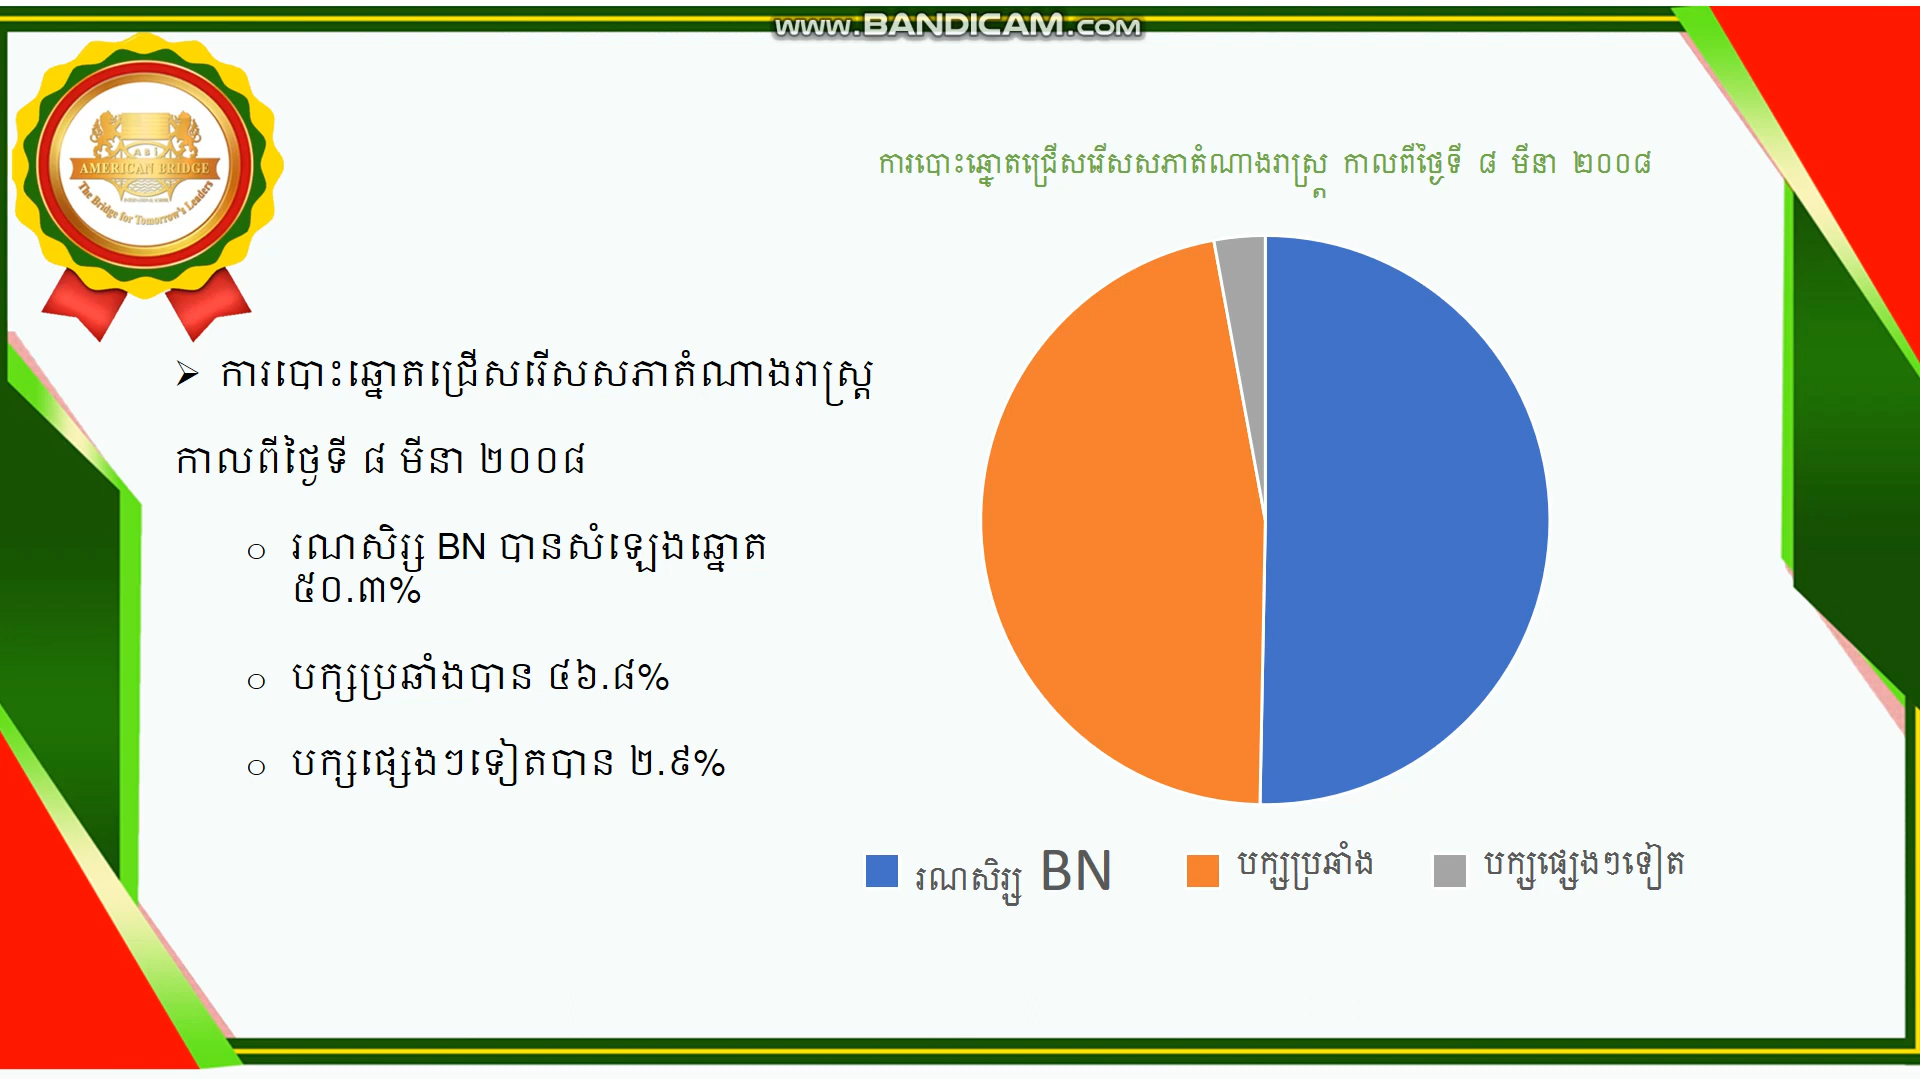 www.BANDICAM.com
ABI
AMERICAN BRIDGE
The Bridge for Tomorrow's Leaders
ការបោះឆ្នោតជ្រើសរើសសភាតំណាងរាស្ត្រ កាលពីថ្ងៃទី ៨ មីនា ២០០៨
➢ ការបោះឆ្នោតជ្រើសរើសសភាតំណាងរាស្ត្រ
កាលពីថ្ងៃទី ៨ មីនា ២០០៨
o រណសិរ្ស BN បានសំឡេងឆ្នោត
៥០.៣%
o បក្សប្រឆាំងបាន ៤៦.៨%
o បក្សផ្សេងៗទៀតបាន ២.៩%
រណសិរ្ស BN បក្សប្រឆាំង បក្សផ្សេងៗទៀត